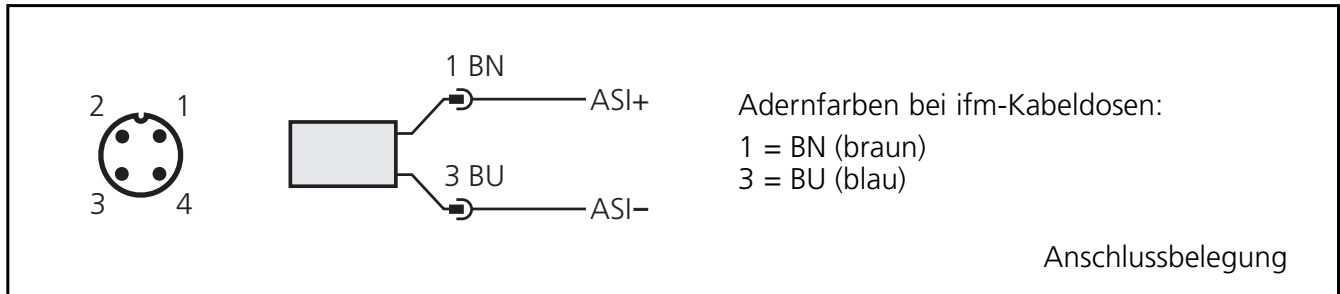 2 1
3 4
1 BN
ASI+
3 BU
ASI−
Adernfarben bei ifm-Kabeldosen:
1 = BN (braun)
3 = BU (blau)
Anschlussbelegung